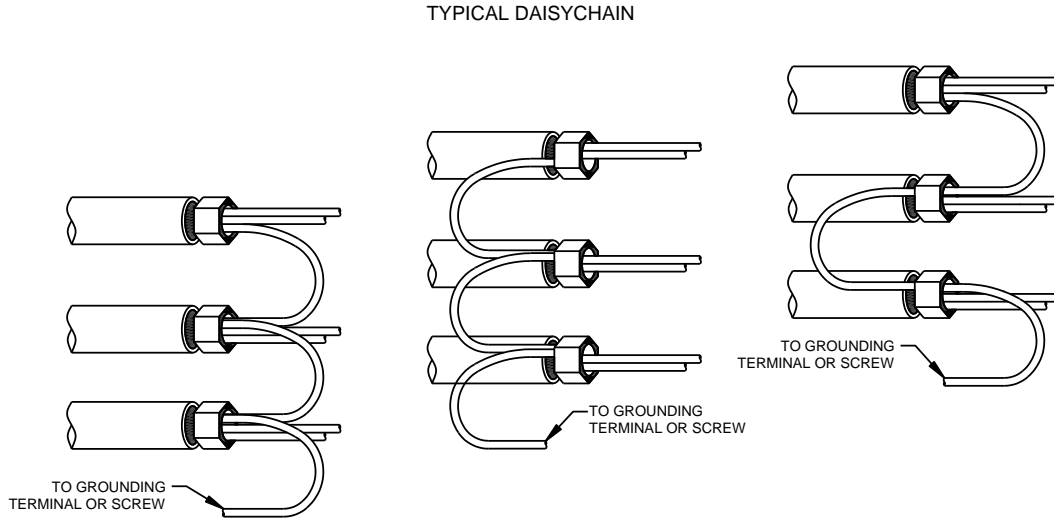 TYPICAL DAISYCHAIN
TO GROUNDING
TERMINAL OR SCREW
TO GROUNDING
TERMINAL OR SCREW
TO GROUNDING
TERMINAL OR SCREW